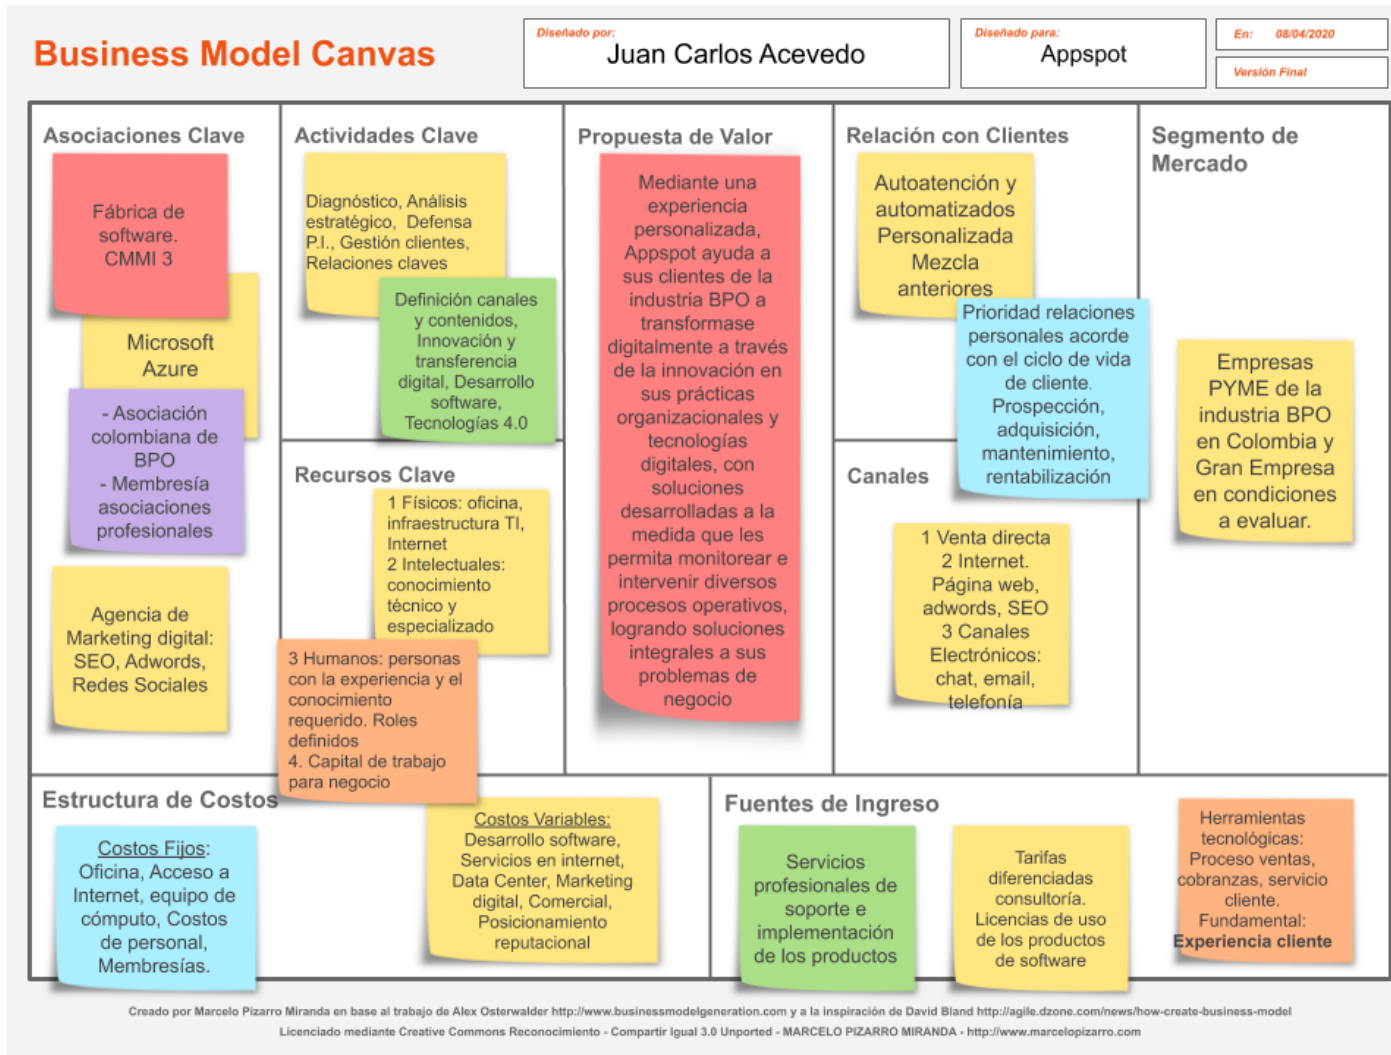 Business Model Canvas
Diseñado por:
Juan Carlos Acevedo
Diseñado para:
Appspot
En: 08/04/2020
Versión Final
Asociaciones Clave
Fábrica de
software.
CMMI 3
Microsoft
Azure
- Asociación
colombiana de
BPO
- Membresía
asociaciones
profesionales
Agencia de
Marketing digital:
SEO, Adwords,
Redes Sociales
Actividades Clave
Diagnóstico, Análisis
estratégico, Defensa
P.I., Gestión clientes,
Relaciones claves
Definición canales
y contenidos,
Innovación y
transferencia
digital, Desarrollo
software,
Tecnologías 4.0
Recursos Clave
1 Físicos: oficina,
infraestructura TI,
Internet
2 Intelectuales:
conocimiento
técnico y
especializado
3 Humanos: personas
con la experiencia y el
conocimiento
requerido. Roles
definidos
4. Capital de trabajo
para negocio
Propuesta de Valor
Mediante una
experiencia
personalizada,
Appspot ayuda a
sus clientes de la
industria BPO a
transformase
digitalmente a través
de la innovación en
sus prácticas
organizacionales y
tecnologías
digitales, con
soluciones
desarrolladas a la
medida que les
permita monitorear e
intervenir diversos
procesos operativos,
logrando soluciones
integrales a sus
problemas de
negocio
Relación con Clientes
Autoatención y
automatizados
Personalizada
Mezcla
anteriores
Prioridad relaciones
personales acorde
con el ciclo de vida
de cliente.
Prospección,
adquisición,
mantenimiento,
rentabilización
Canales
1 Venta directa
2 Internet.
Página web,
adwords, SEO
3 Canales
Electrónicos:
chat, email,
telefonía
Segmento de
Mercado
Empresas
PYME de la
industria BPO
en Colombia y
Gran Empresa
en condiciones
a evaluar.
Estructura de Costos
Costos Fijos:
Oficina, Acceso a
Internet, equipo de
cómputo, Costos
de personal,
Membresías.
Costos Variables:
Desarrollo software,
Servicios en internet,
Data Center, Marketing
digital, Comercial,
Posicionamiento
reputacional
Fuentes de Ingreso
Servicios
profesionales de
soporte e
implementación
de los productos
Tarifas
diferenciadas
consultoría.
Licencias de uso
de los productos
de software
Herramientas
tecnológicas:
Proceso ventas,
cobranzas, servicio
cliente.
Fundamental:
Experiencia cliente
Creado por Marcelo Pizarro Miranda en base al trabajo de Alex Osterwalder http://www.businessmodelgeneration.com y a la inspiración de David Bland http://agile.dzone.com/news/how-create-business-model
Licenciado mediante Creative Commons Reconocimiento - Compartir Igual 3.0 Unported - MARCELO PIZARRO MIRANDA - http://www.marcelopizarro.com